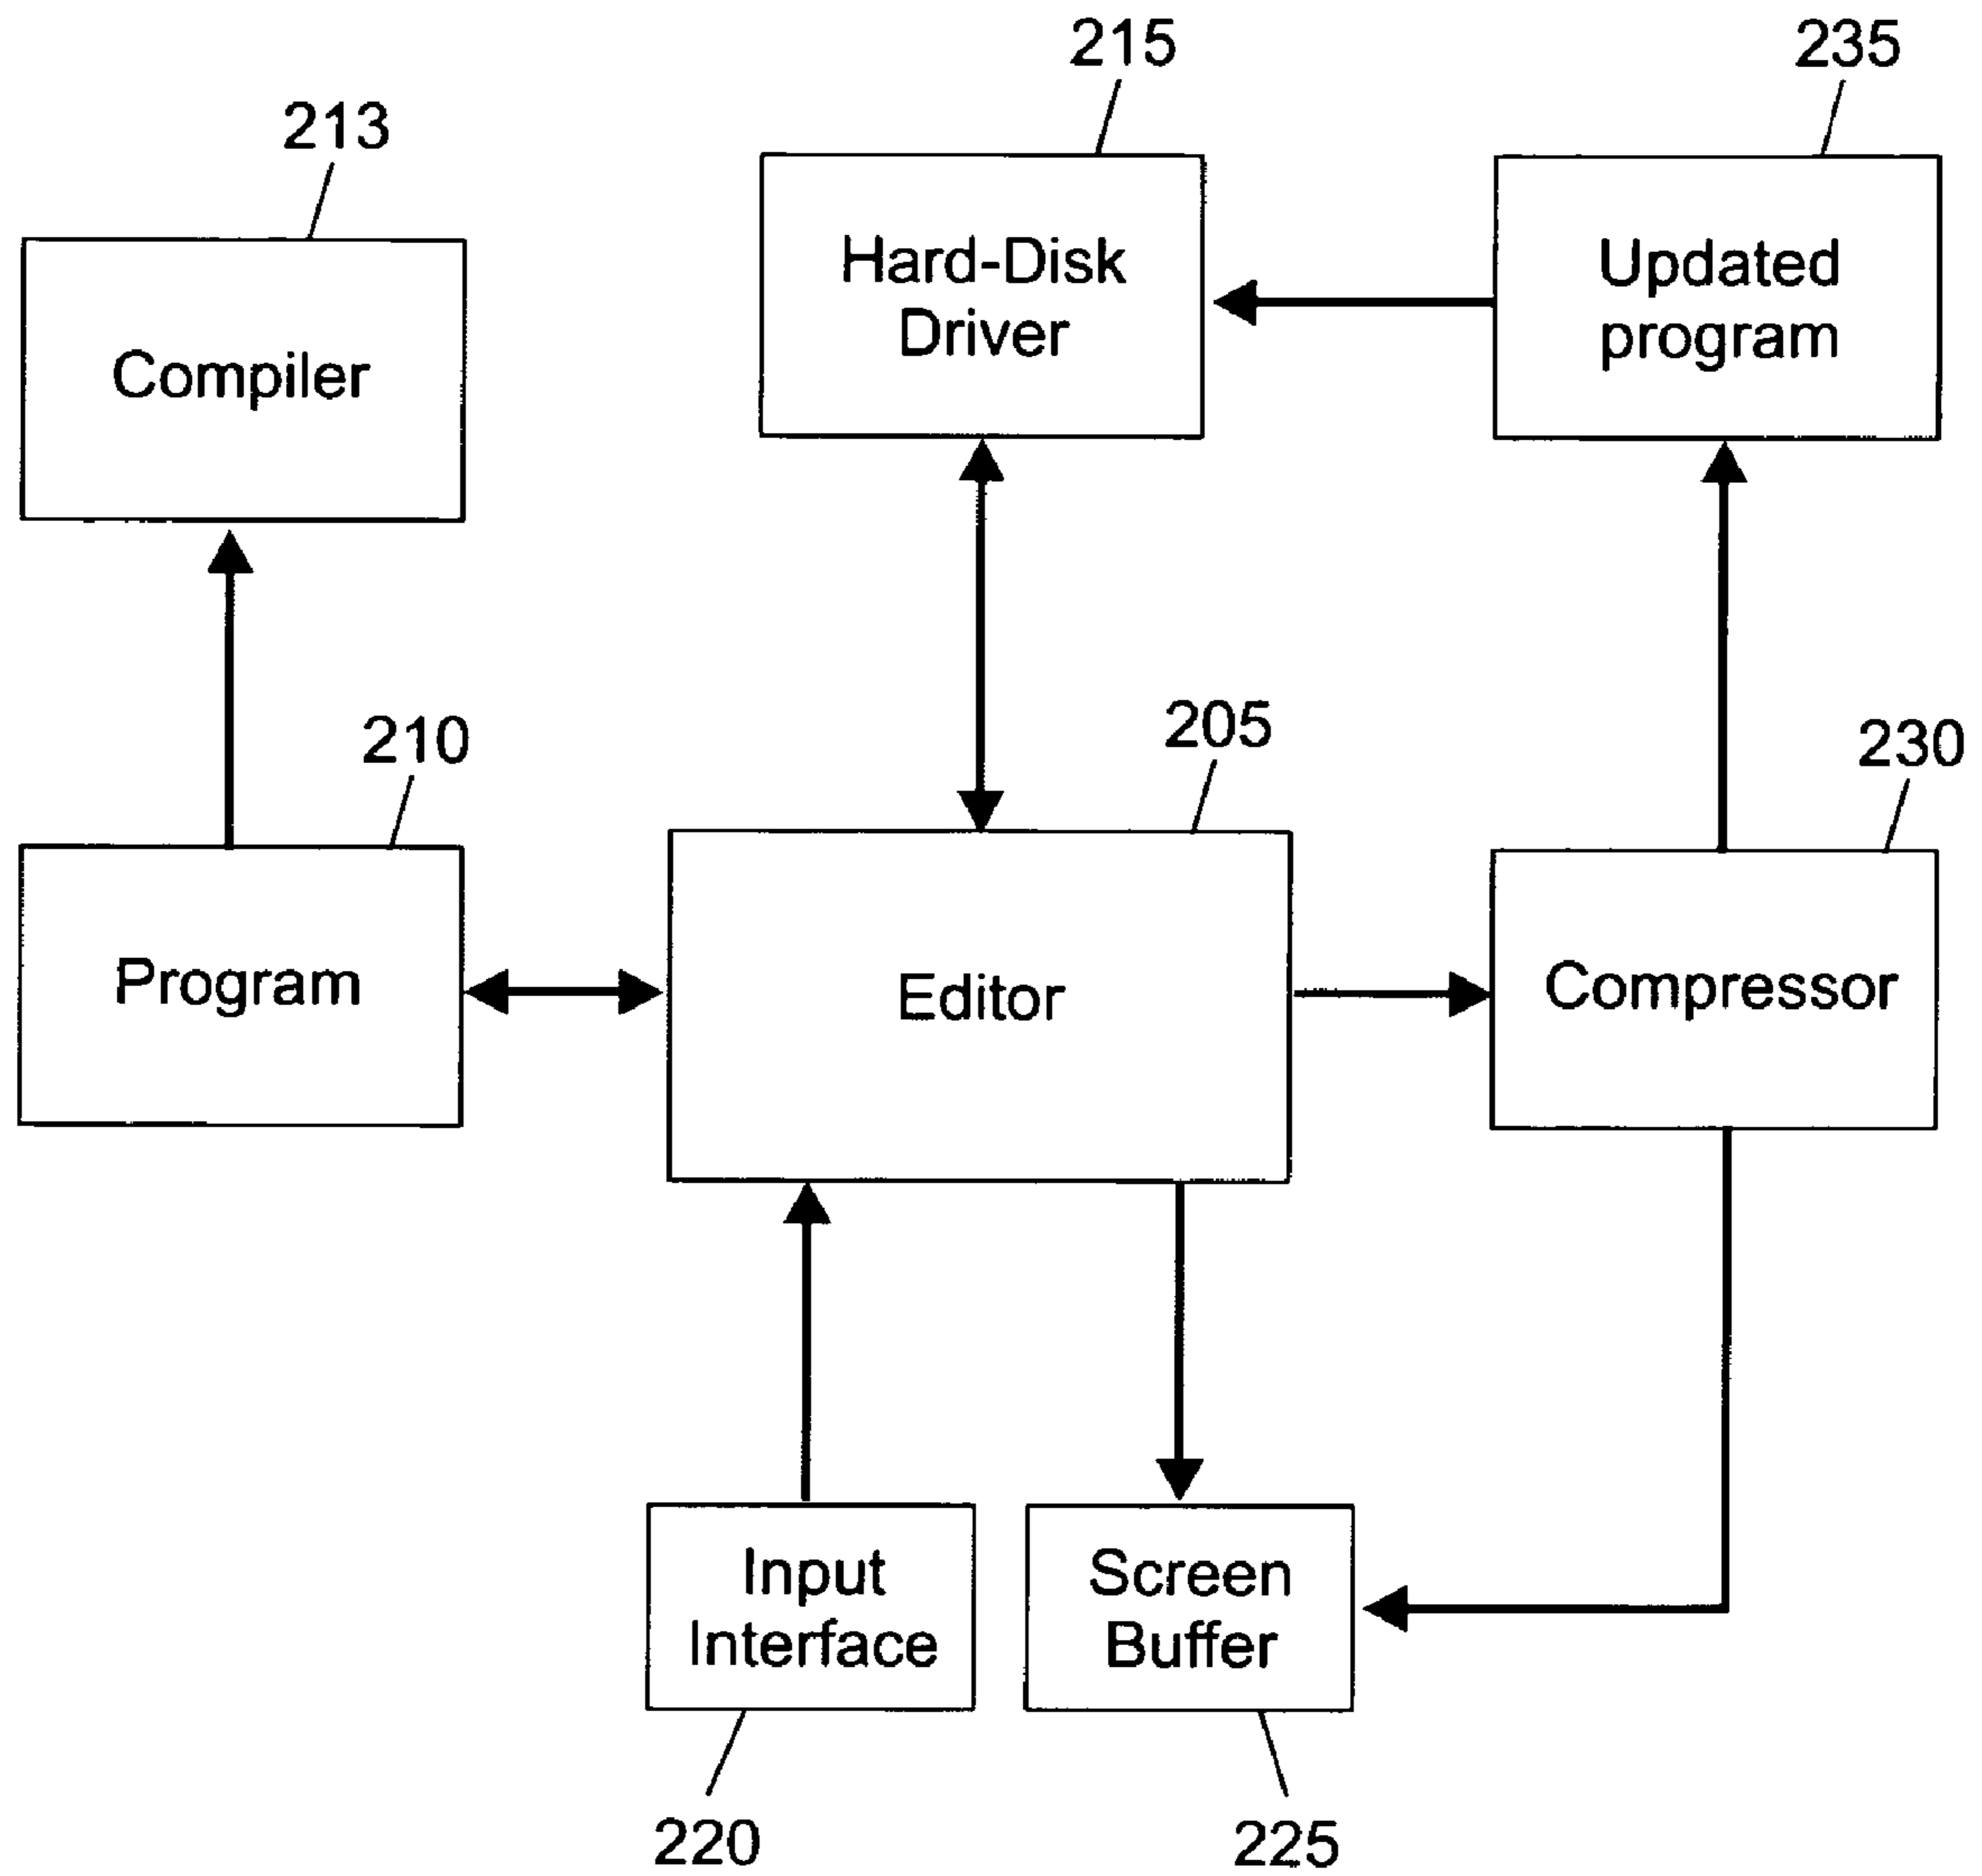 215
235
213
Hard-Disk
Driver
Updated
program
Compiler
205
210
230
Program
Editor
Compressor
Input
Interface
Screen
Buffer
220
225